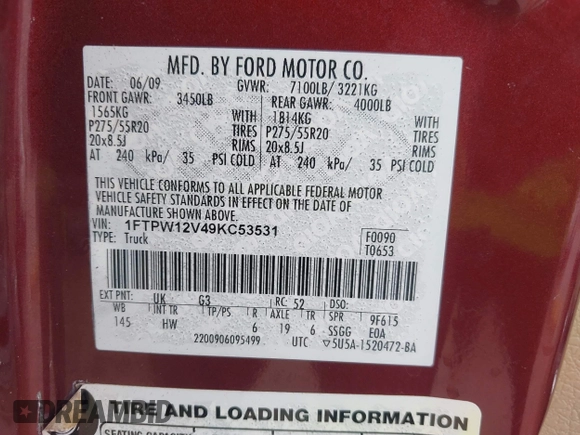 MFD. BY FORD MOTOR CO.
DATE: 06/09 GVWR: 7100LB/ 3221KG
FRONT GAWR: 3450LB REAR GAWR: 4000LB
1565KG WITH 1814KG WITH
P275/55R20 TIRES P275/55R20 TIRES
20x8.5J RIMS 20x8.5J RIMS
AT 240 kPa/ 35 PSI COLD AT 240 kPa/ 35 PSI COLD
THIS VEHICLE CONFORMS TO ALL APPLICABLE FEDERAL MOTOR
VEHICLE SAFETY STANDARDS IN EFFECT ON THE DATE OF
MANUFACTURE SHOWN ABOVE.
VIN: 1FTPW12V49KC53531 F0090
TYPE: Truck T0653
EXT PNT: UK G3 RC: 52 DSO:
WB INT TR TP/PS R AXLE TR SPR 9F615
145 HW 6 19 6 SSGG E0A
2200906095499 UTC ▽5U5A-1520472-BA
TIRE AND LOADING INFORMATION
SEATING CAPACITY
DREAMBID